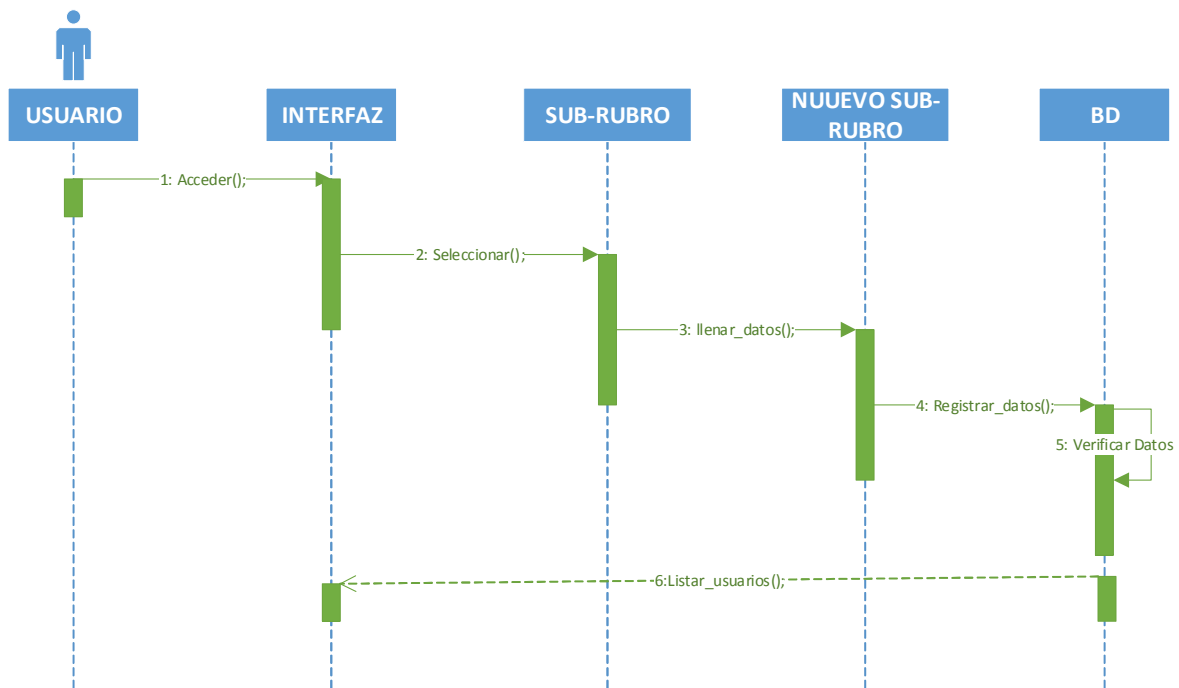 USUARIO
INTERFAZ
SUB-RUBRO
NUUEVO SUB-
RUBRO
BD
1: Acceder();
2: Seleccionar();
3: llenar_datos();
4: Registrar_datos();
5: Verificar Datos
6:Listar_usuarios();